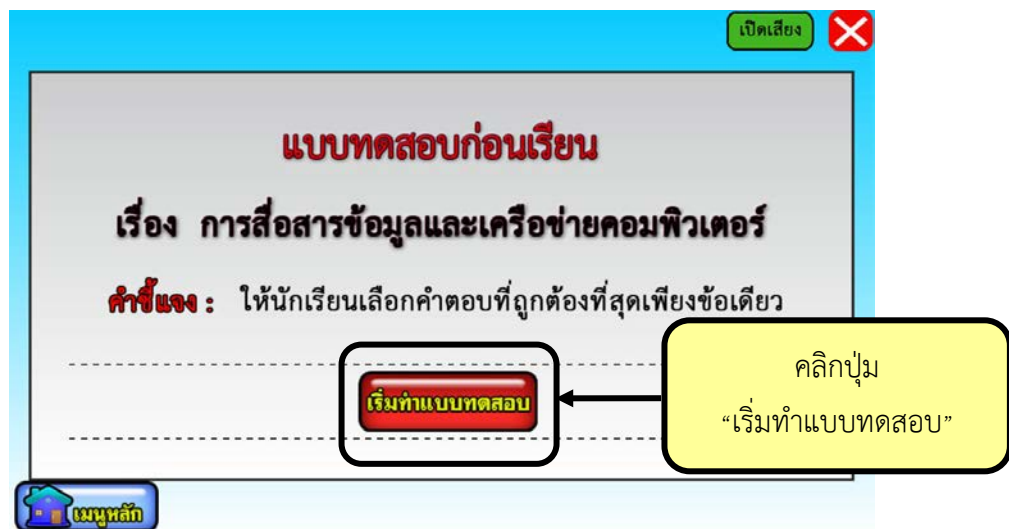 เปิดเสียง
แบบทดสอบก่อนเรียน
เรื่อง การสื่อสารข้อมูลและเครือข่ายคอมพิวเตอร์
คำชี้แจง : ให้นักเรียนเลือกคำตอบที่ถูกต้องที่สุดเพียงข้อเดียว
คลิกปุ่ม
เริ่มทำแบบทดสอบ
“เริ่มทำแบบทดสอบ”
เมนูหลัก